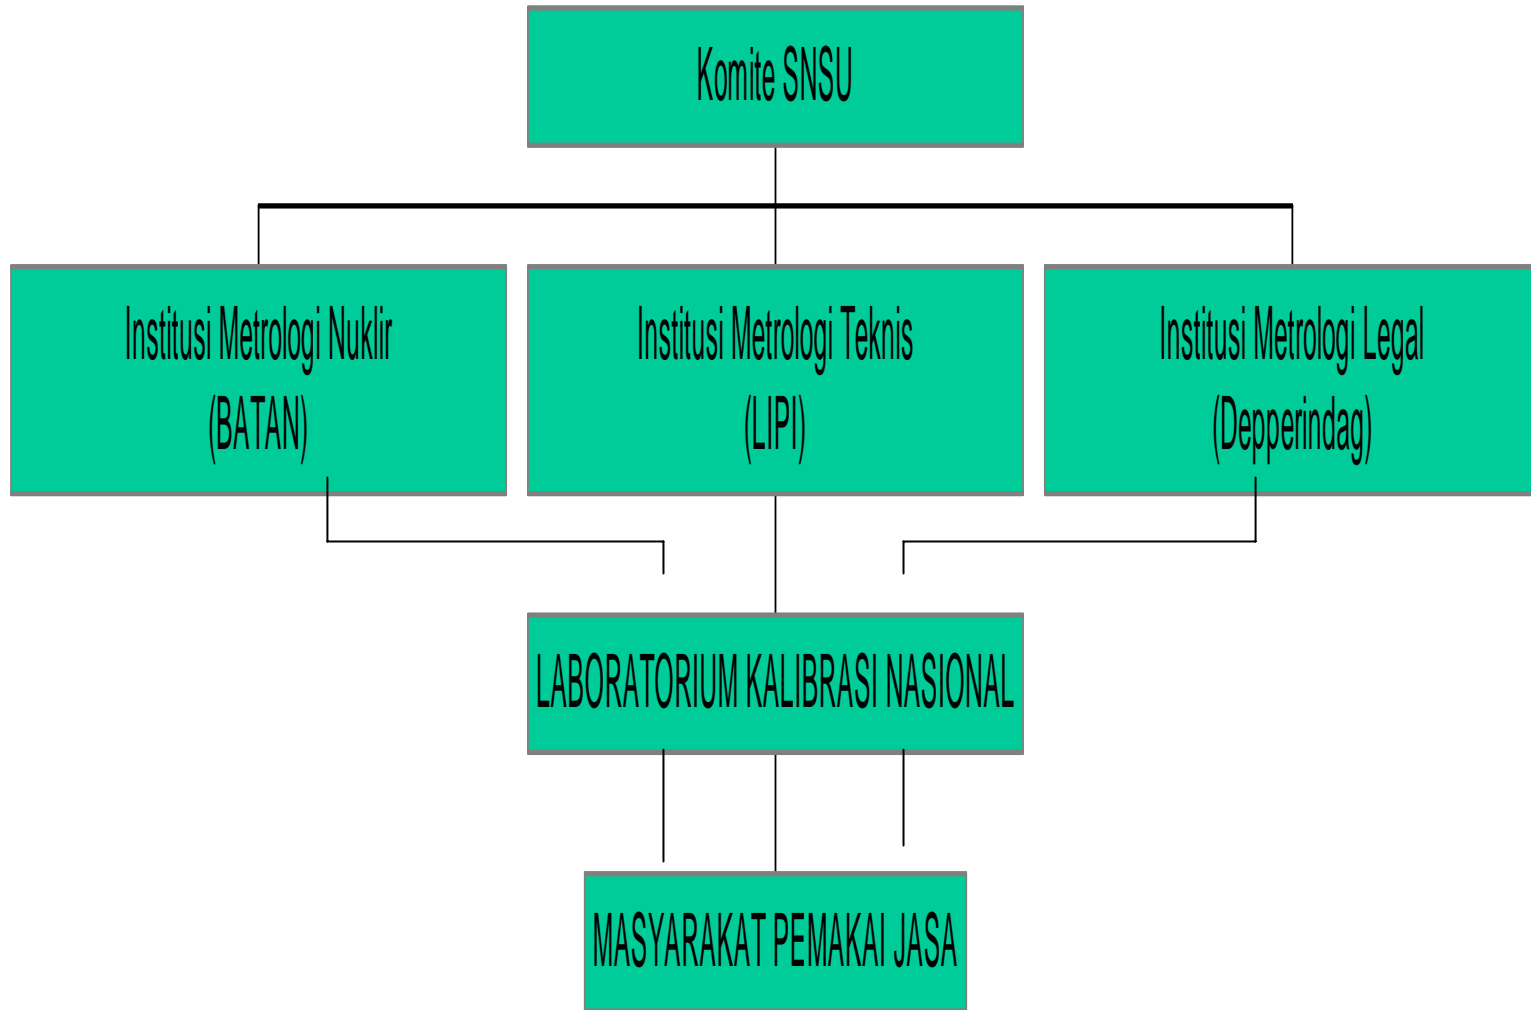 Komite SNSU
Institusi Metrologi Nuklir
(BATAN)
Institusi Metrologi Teknis
(LIPI)
Institusi Metrologi Legal
(Depperindag)
LABORATORIUM KALIBRASI NASIONAL
MASYARAKAT PEMAKAI JASA